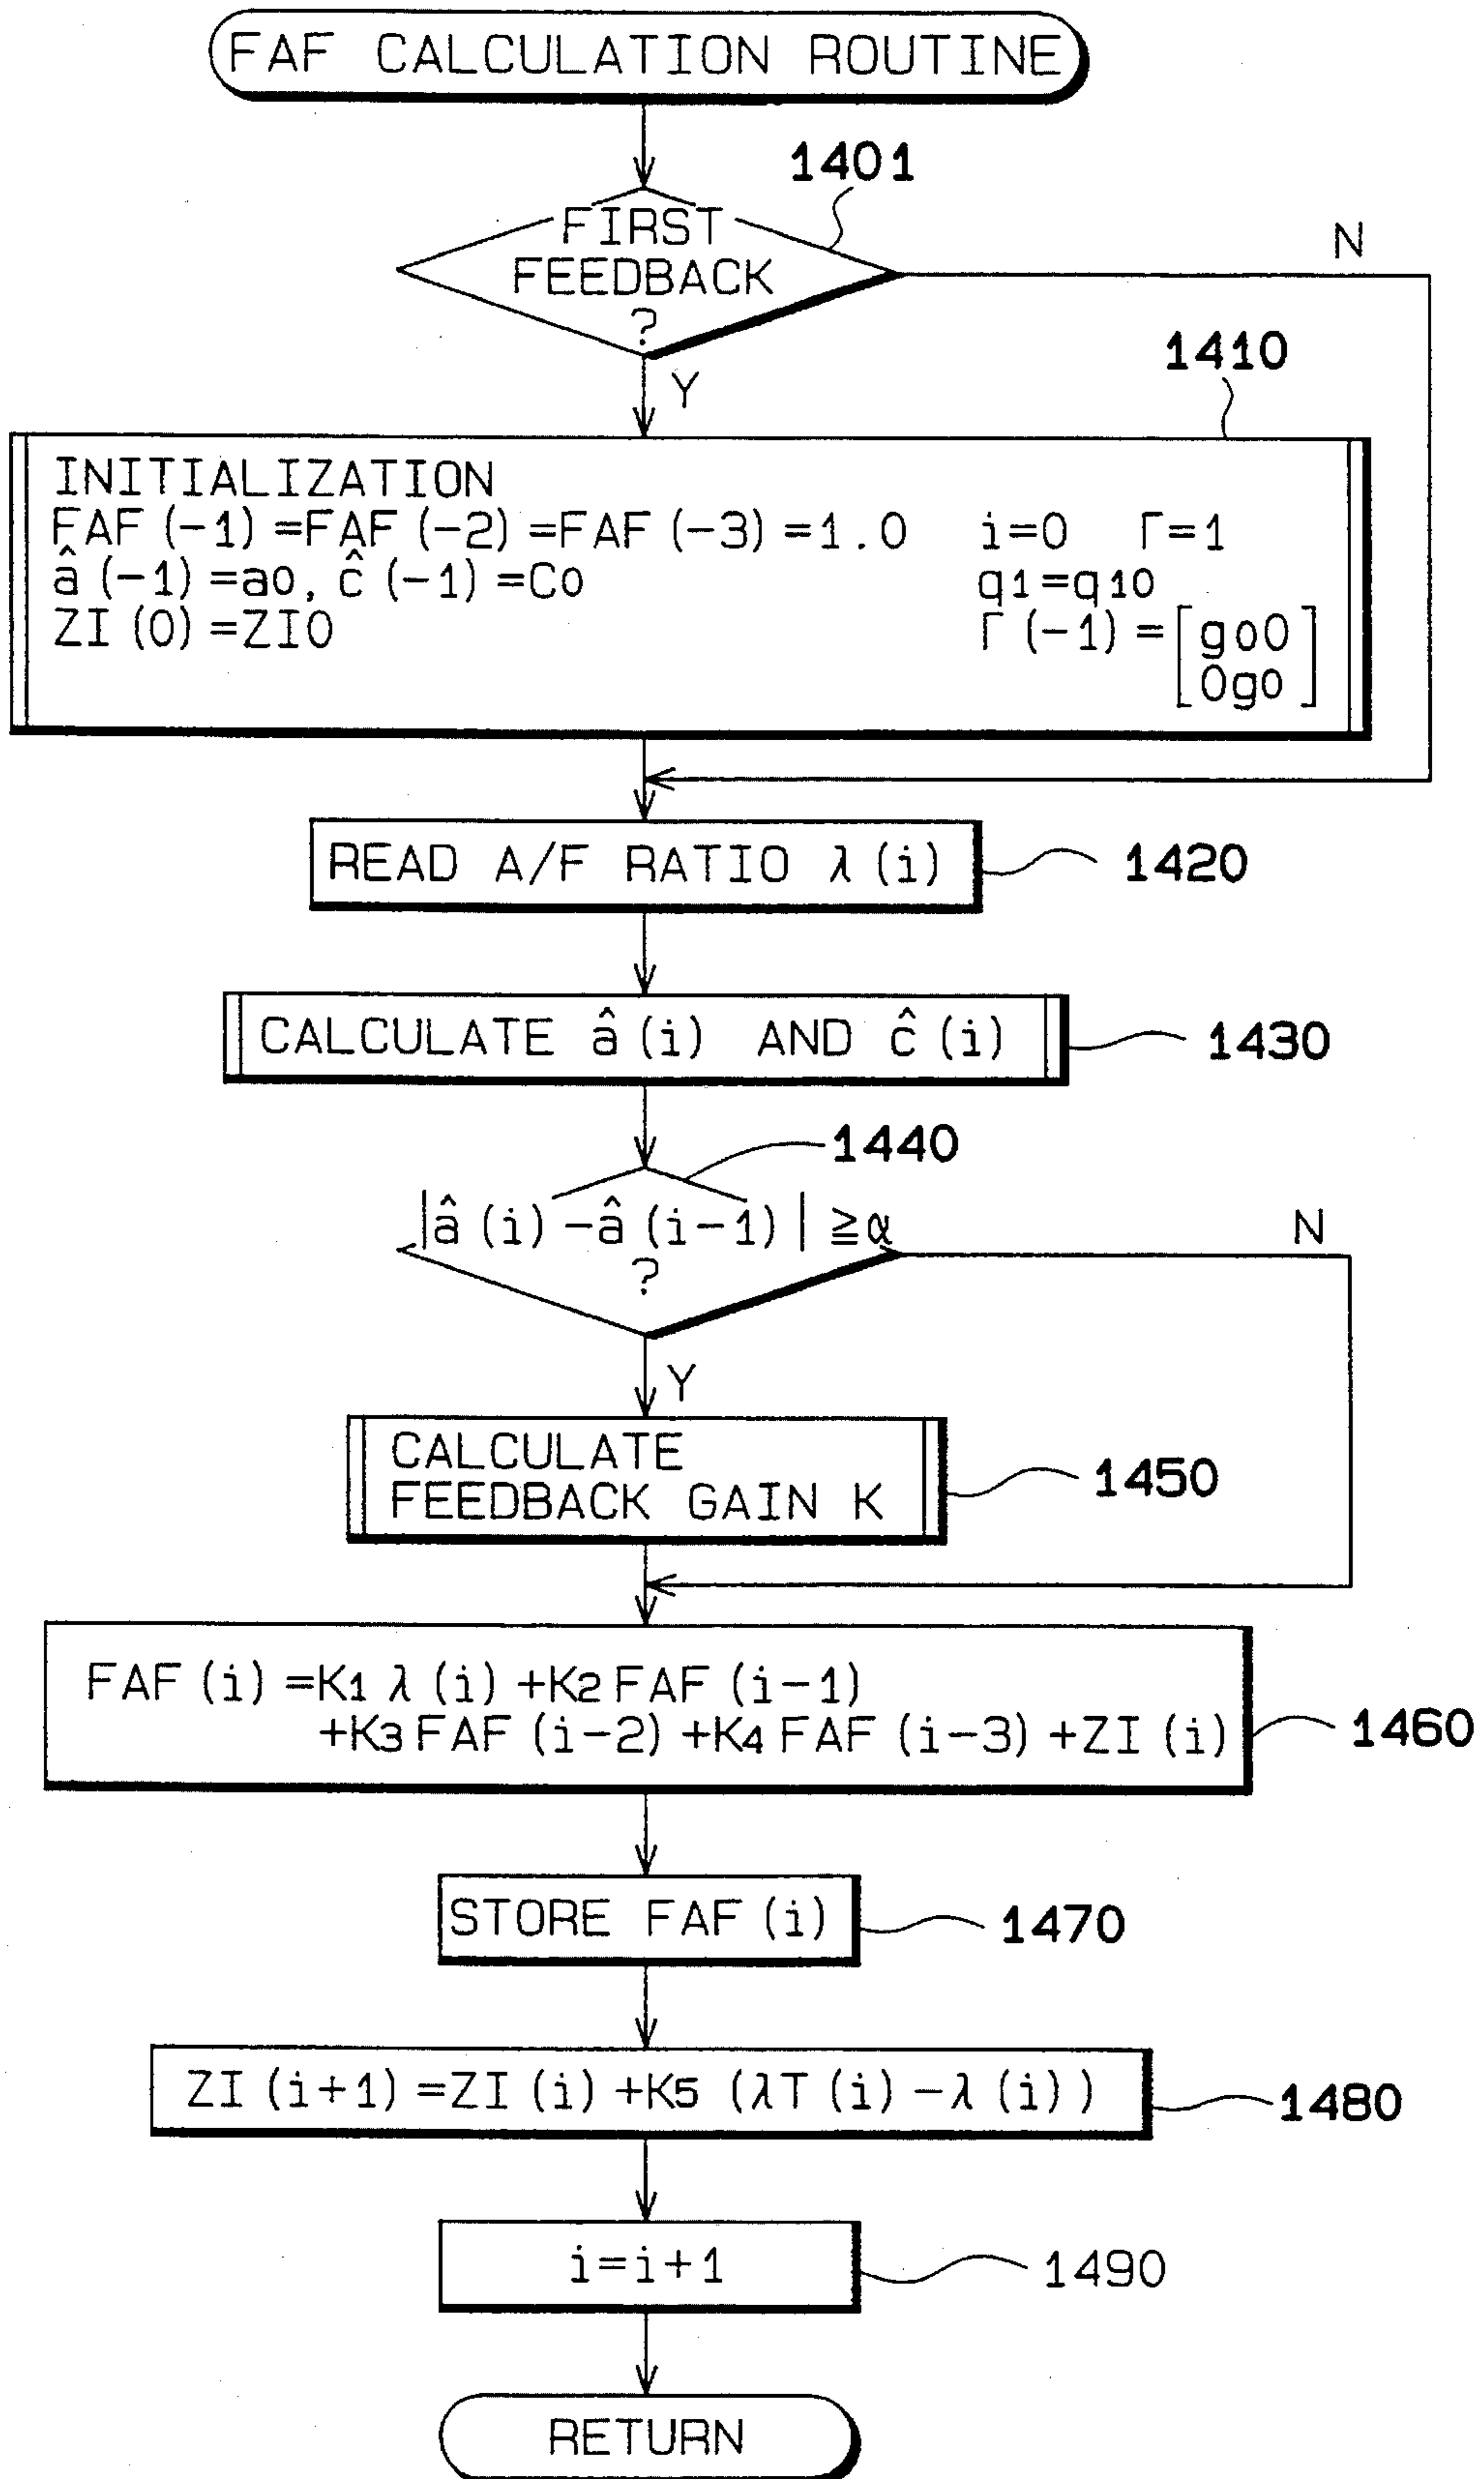 FAF CALCULATION ROUTINE
1401
FIRST
FEEDBACK
?
N
Y
1410
INITIALIZATION
FAF (-1) =FAF (-2) =FAF (-3) =1.0 i=0 Γ=1
â (-1) =a0, ĉ (-1) =C0 q1=q10
ZI (0) =ZI0 Γ (-1) = [g00
0g0]
READ A/F RATIO λ (i)
1420
CALCULATE â (i) AND ĉ (i)
1430
1440
|â (i) -â (i-1) | ≧α
?
N
Y
CALCULATE
FEEDBACK GAIN K
1450
FAF (i) =K1 λ (i) +K2 FAF (i-1)
+K3 FAF (i-2) +K4 FAF (i-3) +ZI (i)
1460
STORE FAF (i)
1470
ZI (i+1) =ZI (i) +K5 (λT (i) -λ (i) )
1480
i=i+1
1490
RETURN